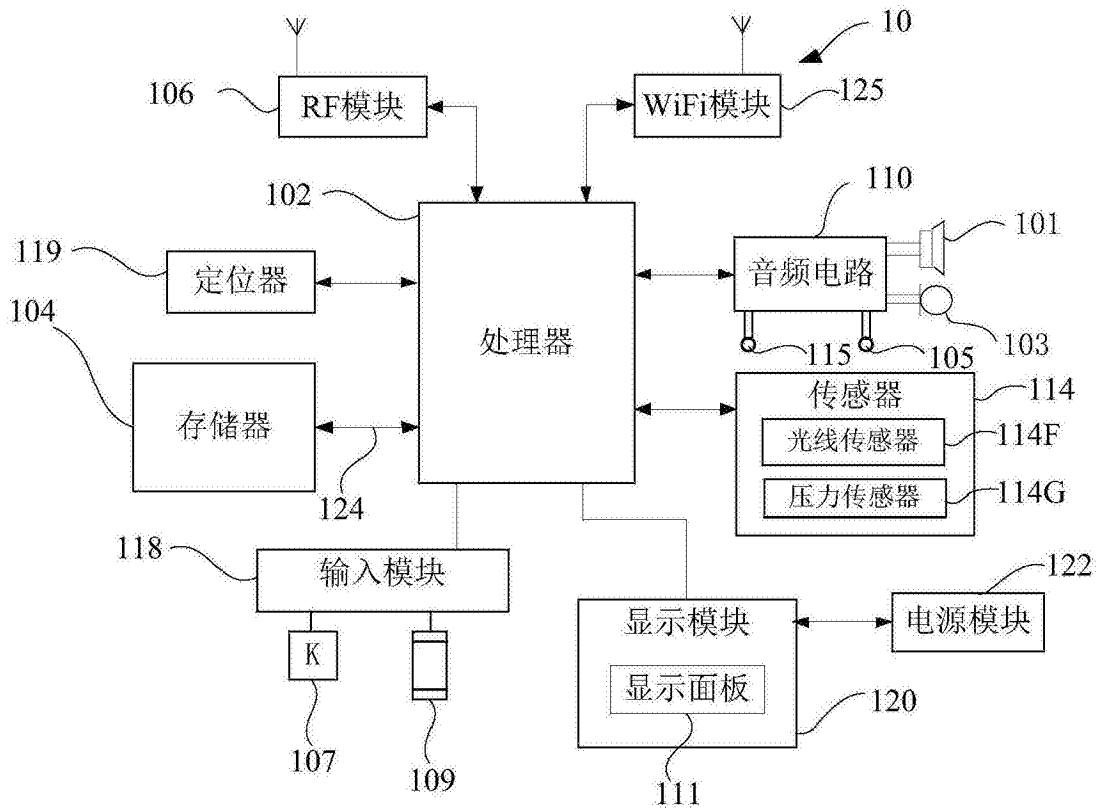 10
106
RF模块
WiFi模块
125
102
110
101
119
定位器
音频电路
104
处理器
115
105
103
存储器
传感器
114
光线传感器
114F
124
压力传感器
114G
118
输入模块
122
显示模块
电源模块
K
显示面板
120
107
109
111